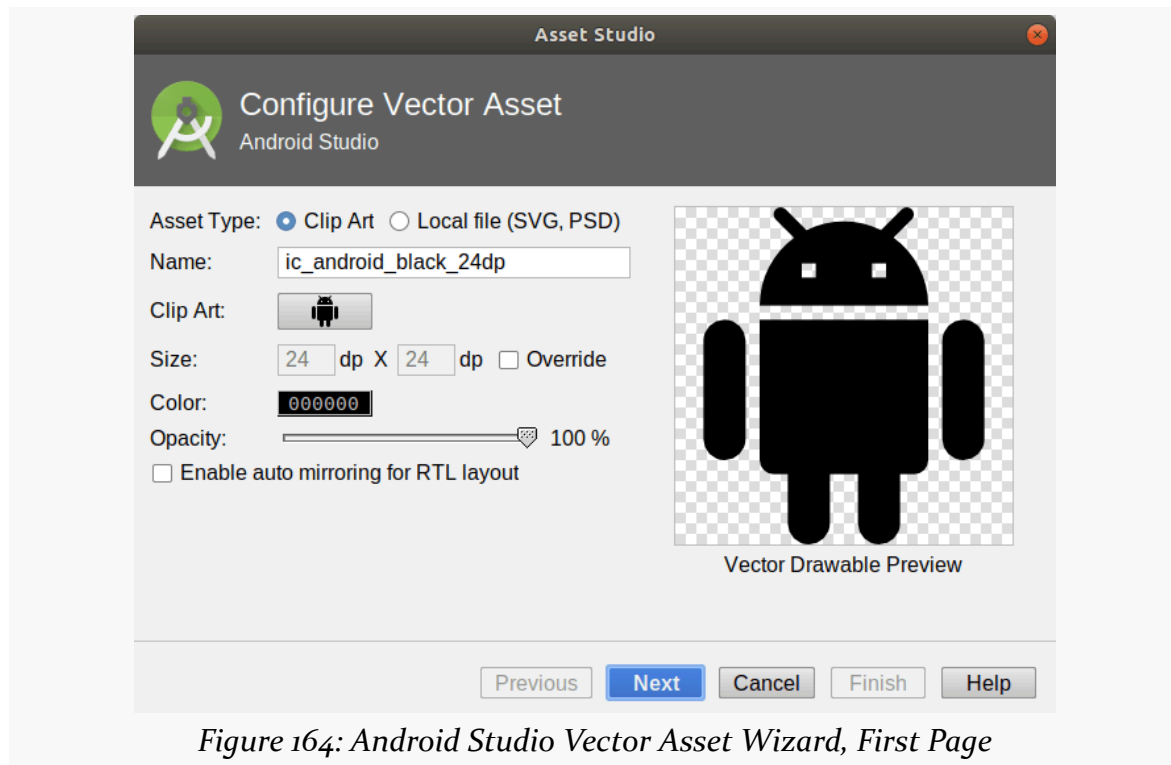 Asset Studio
Configure Vector Asset
Android Studio
Asset Type: Clip Art Local file (SVG, PSD)
Name: ic_android_black_24dp
Clip Art:
Size: 24 dp X 24 dp Override
Color: 000000
Opacity: 100 %
Enable auto mirroring for RTL layout
Vector Drawable Preview
Previous Next Cancel Finish Help
Figure 164: Android Studio Vector Asset Wizard, First Page